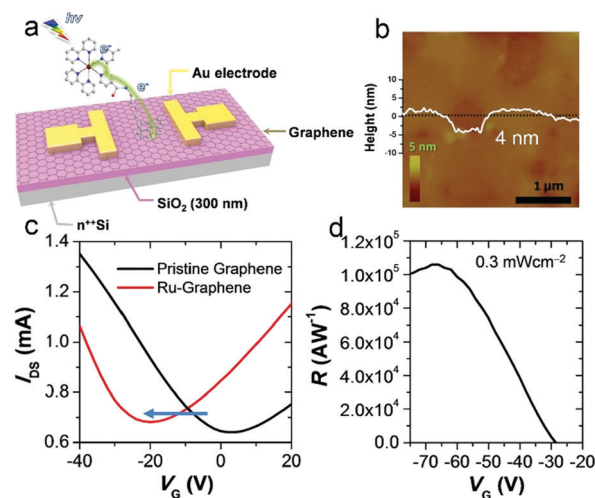 a
hν
e⁻
e⁻
Au electrode
Graphene
SiO₂ (300 nm)
n⁺⁺Si
b
Height (nm)
10
5
0
-5
-10
4 nm
5 nm
1 µm
c
1.4
1.2
1.0
0.8
0.6
I_DS (mA)
Pristine Graphene
Ru-Graphene
-40
-20
0
20
V_G (V)
d
0.3 mWcm⁻²
1.2x10⁵
1.0x10⁵
8.0x10⁴
6.0x10⁴
4.0x10⁴
2.0x10⁴
0.0
R (AW⁻¹)
-70
-60
-50
-40
-30
-20
V_G (V)